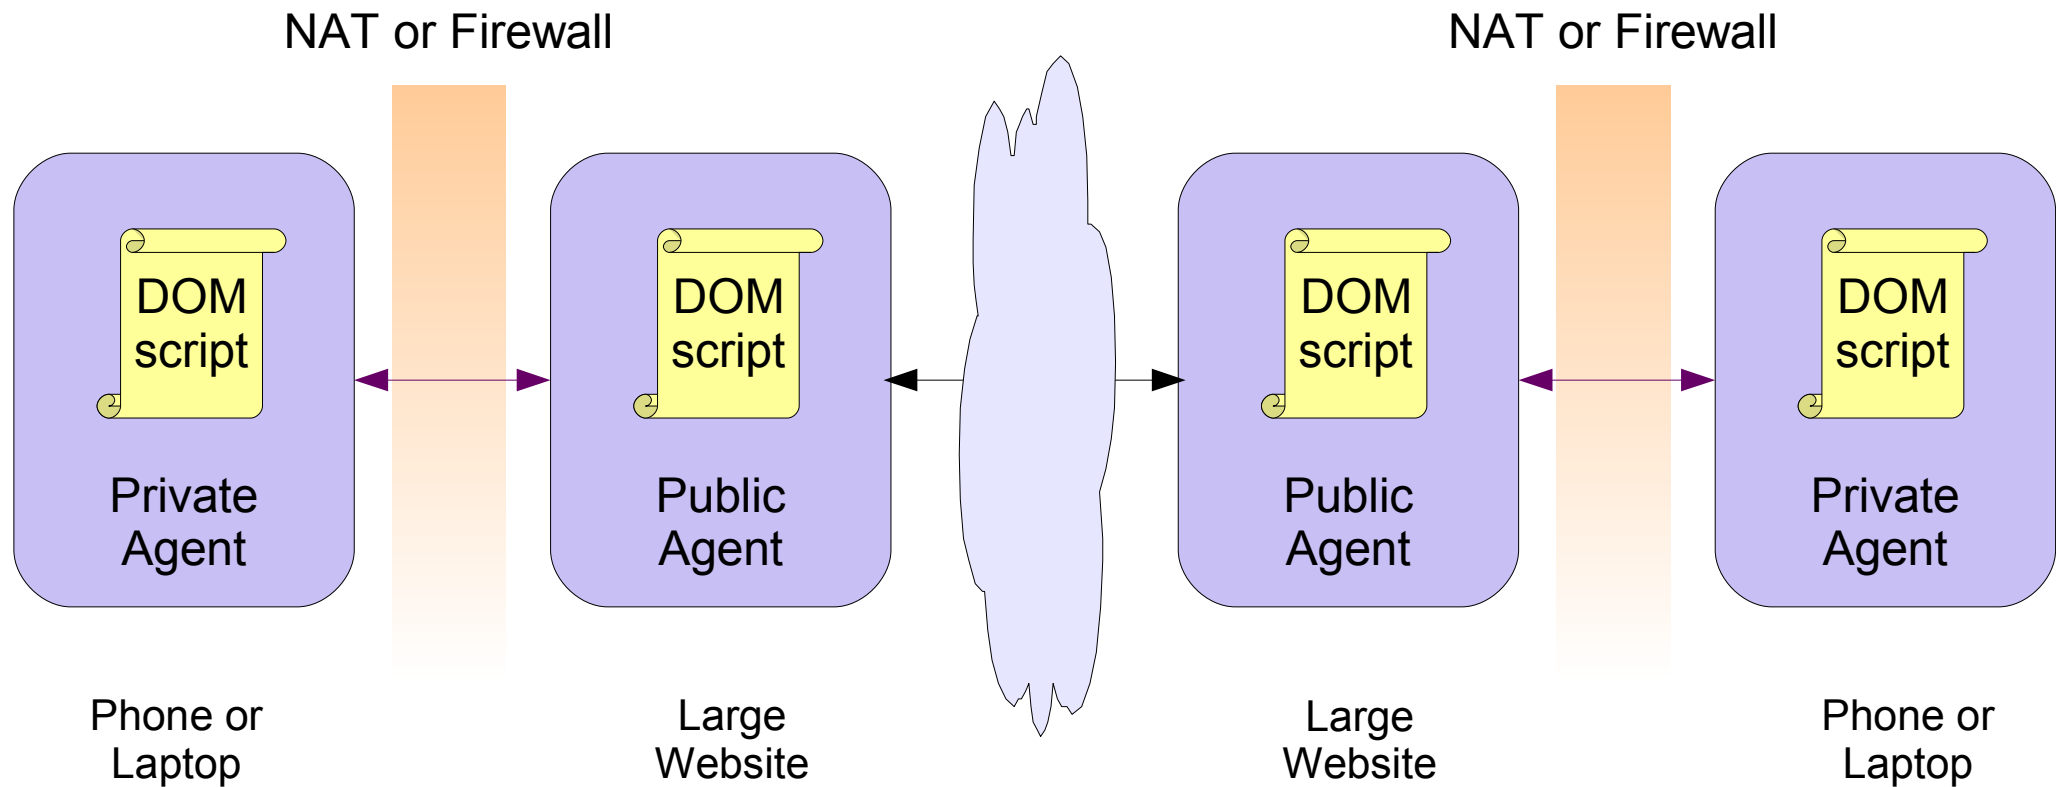 NAT or Firewall
NAT or Firewall
DOM
script
Private
Agent
DOM
script
Public
Agent
DOM
script
Public
Agent
DOM
script
Private
Agent
Phone or
Laptop
Large
Website
Large
Website
Phone or
Laptop